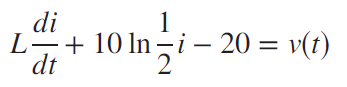 L di/dt + 10 ln 1/2 i – 20 = v(t)